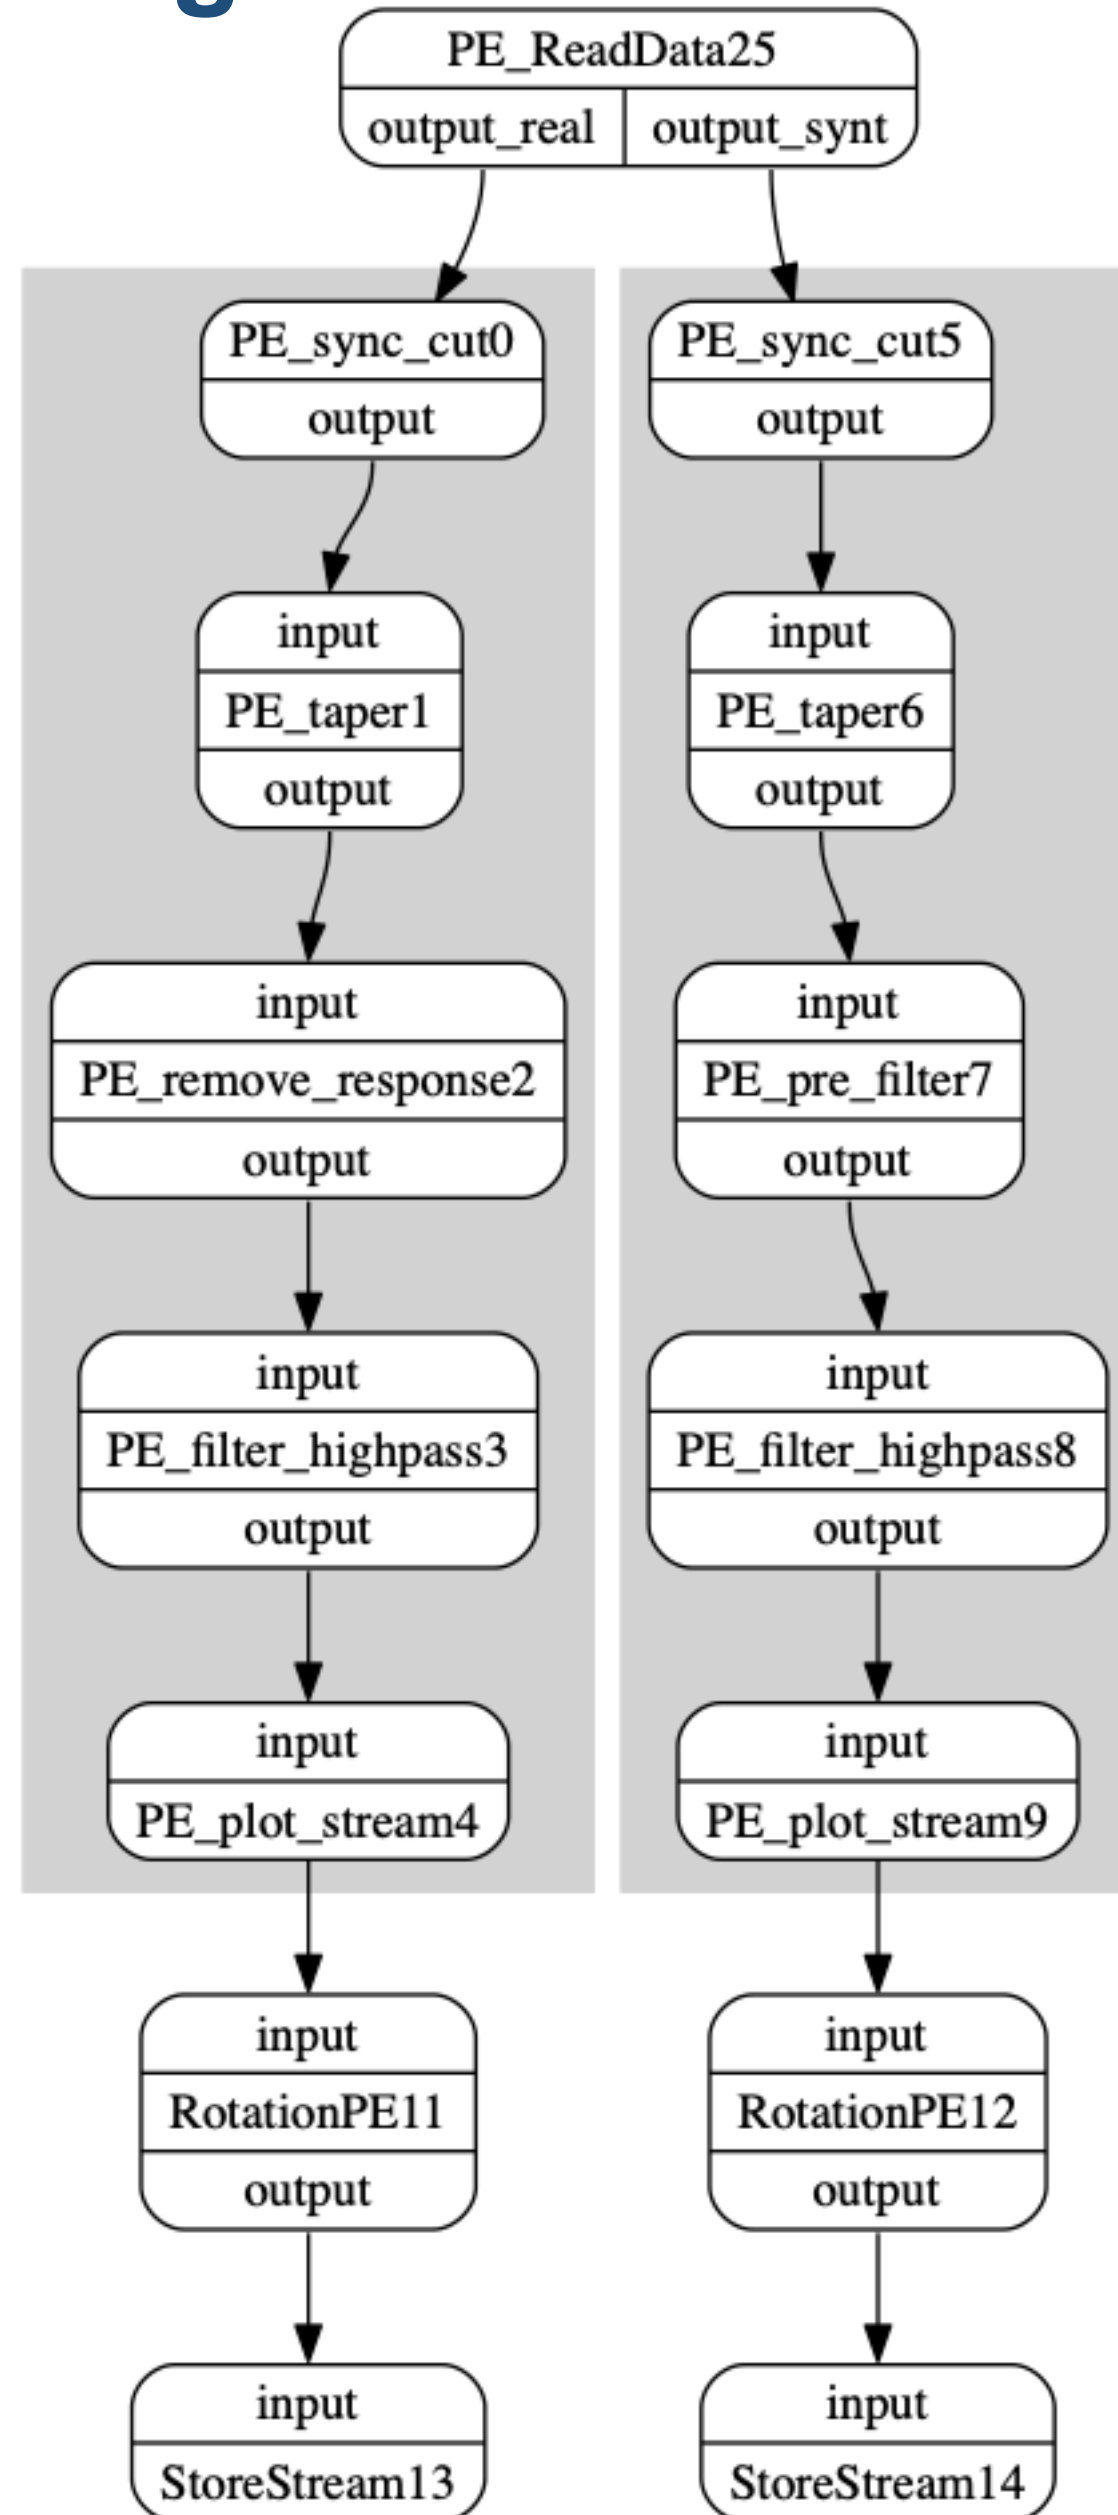 PE_ReadData25
output_real output_synt
PE_sync_cut0
output
input
PE_taper1
output
input
PE_remove_response2
output
input
PE_filter_highpass3
output
input
PE_plot_stream4
input
RotationPE11
output
input
StoreStream13
PE_sync_cut5
output
input
PE_taper6
output
input
PE_pre_filter7
output
input
PE_filter_highpass8
output
input
PE_plot_stream9
input
RotationPE12
output
input
StoreStream14